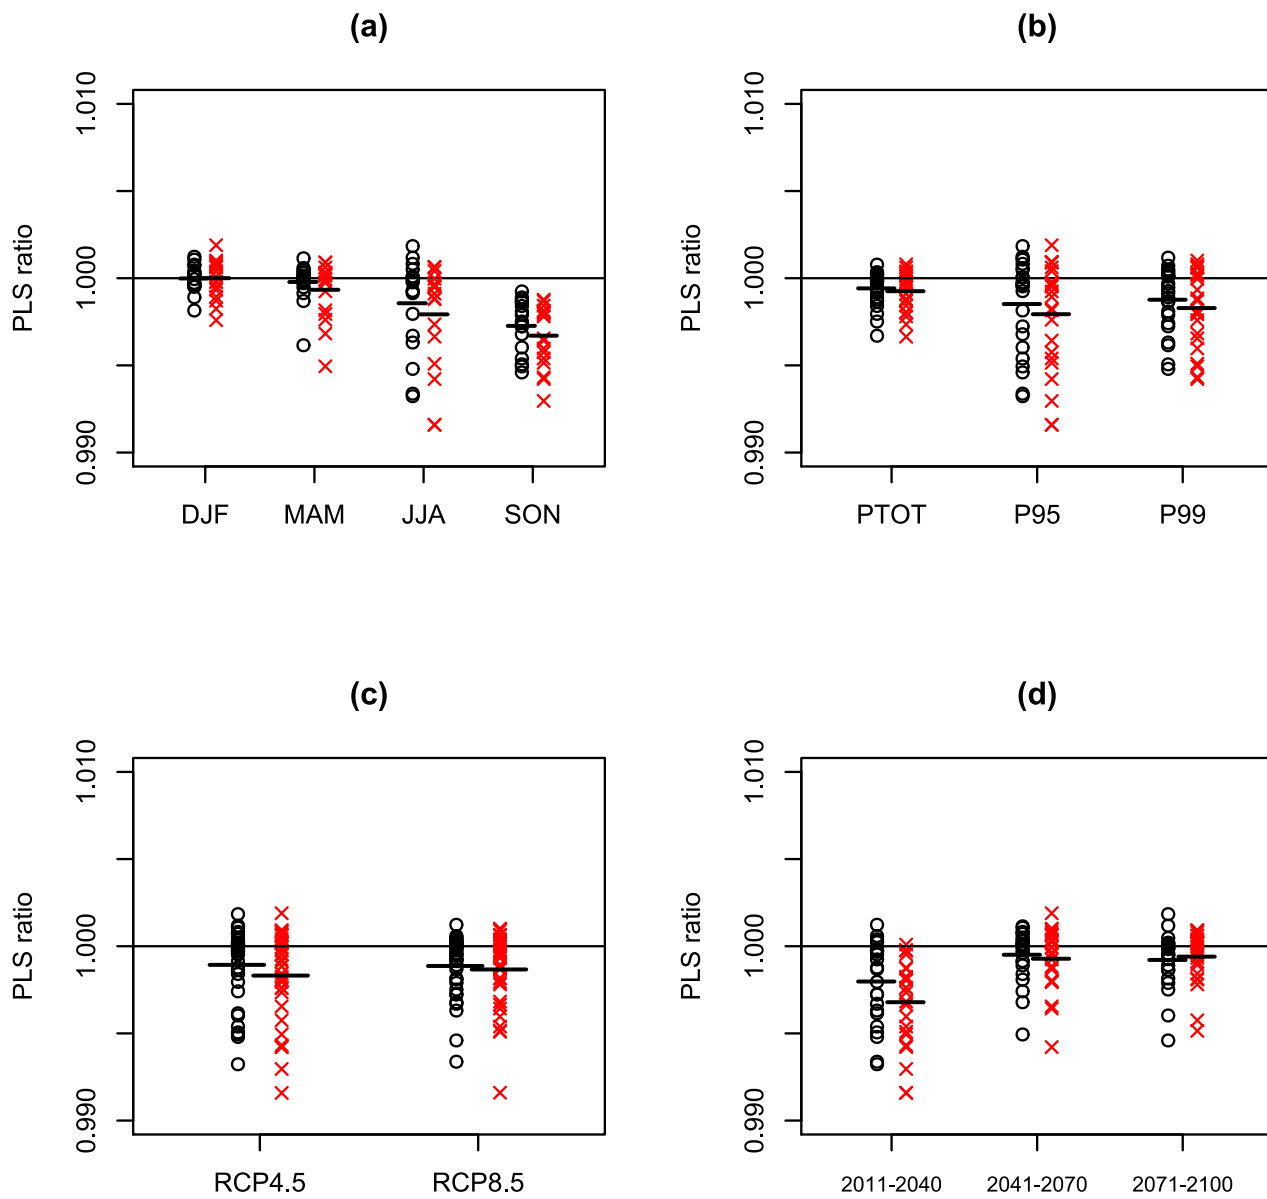 (a)
PLS ratio
1.010
1.000
0.990
DJF MAM JJA SON
(b)
PLS ratio
1.010
1.000
0.990
PTOT P95 P99
(c)
PLS ratio
1.010
1.000
0.990
RCP4.5 RCP8.5
(d)
PLS ratio
1.010
1.000
0.990
2011-2040 2041-2070 2071-2100